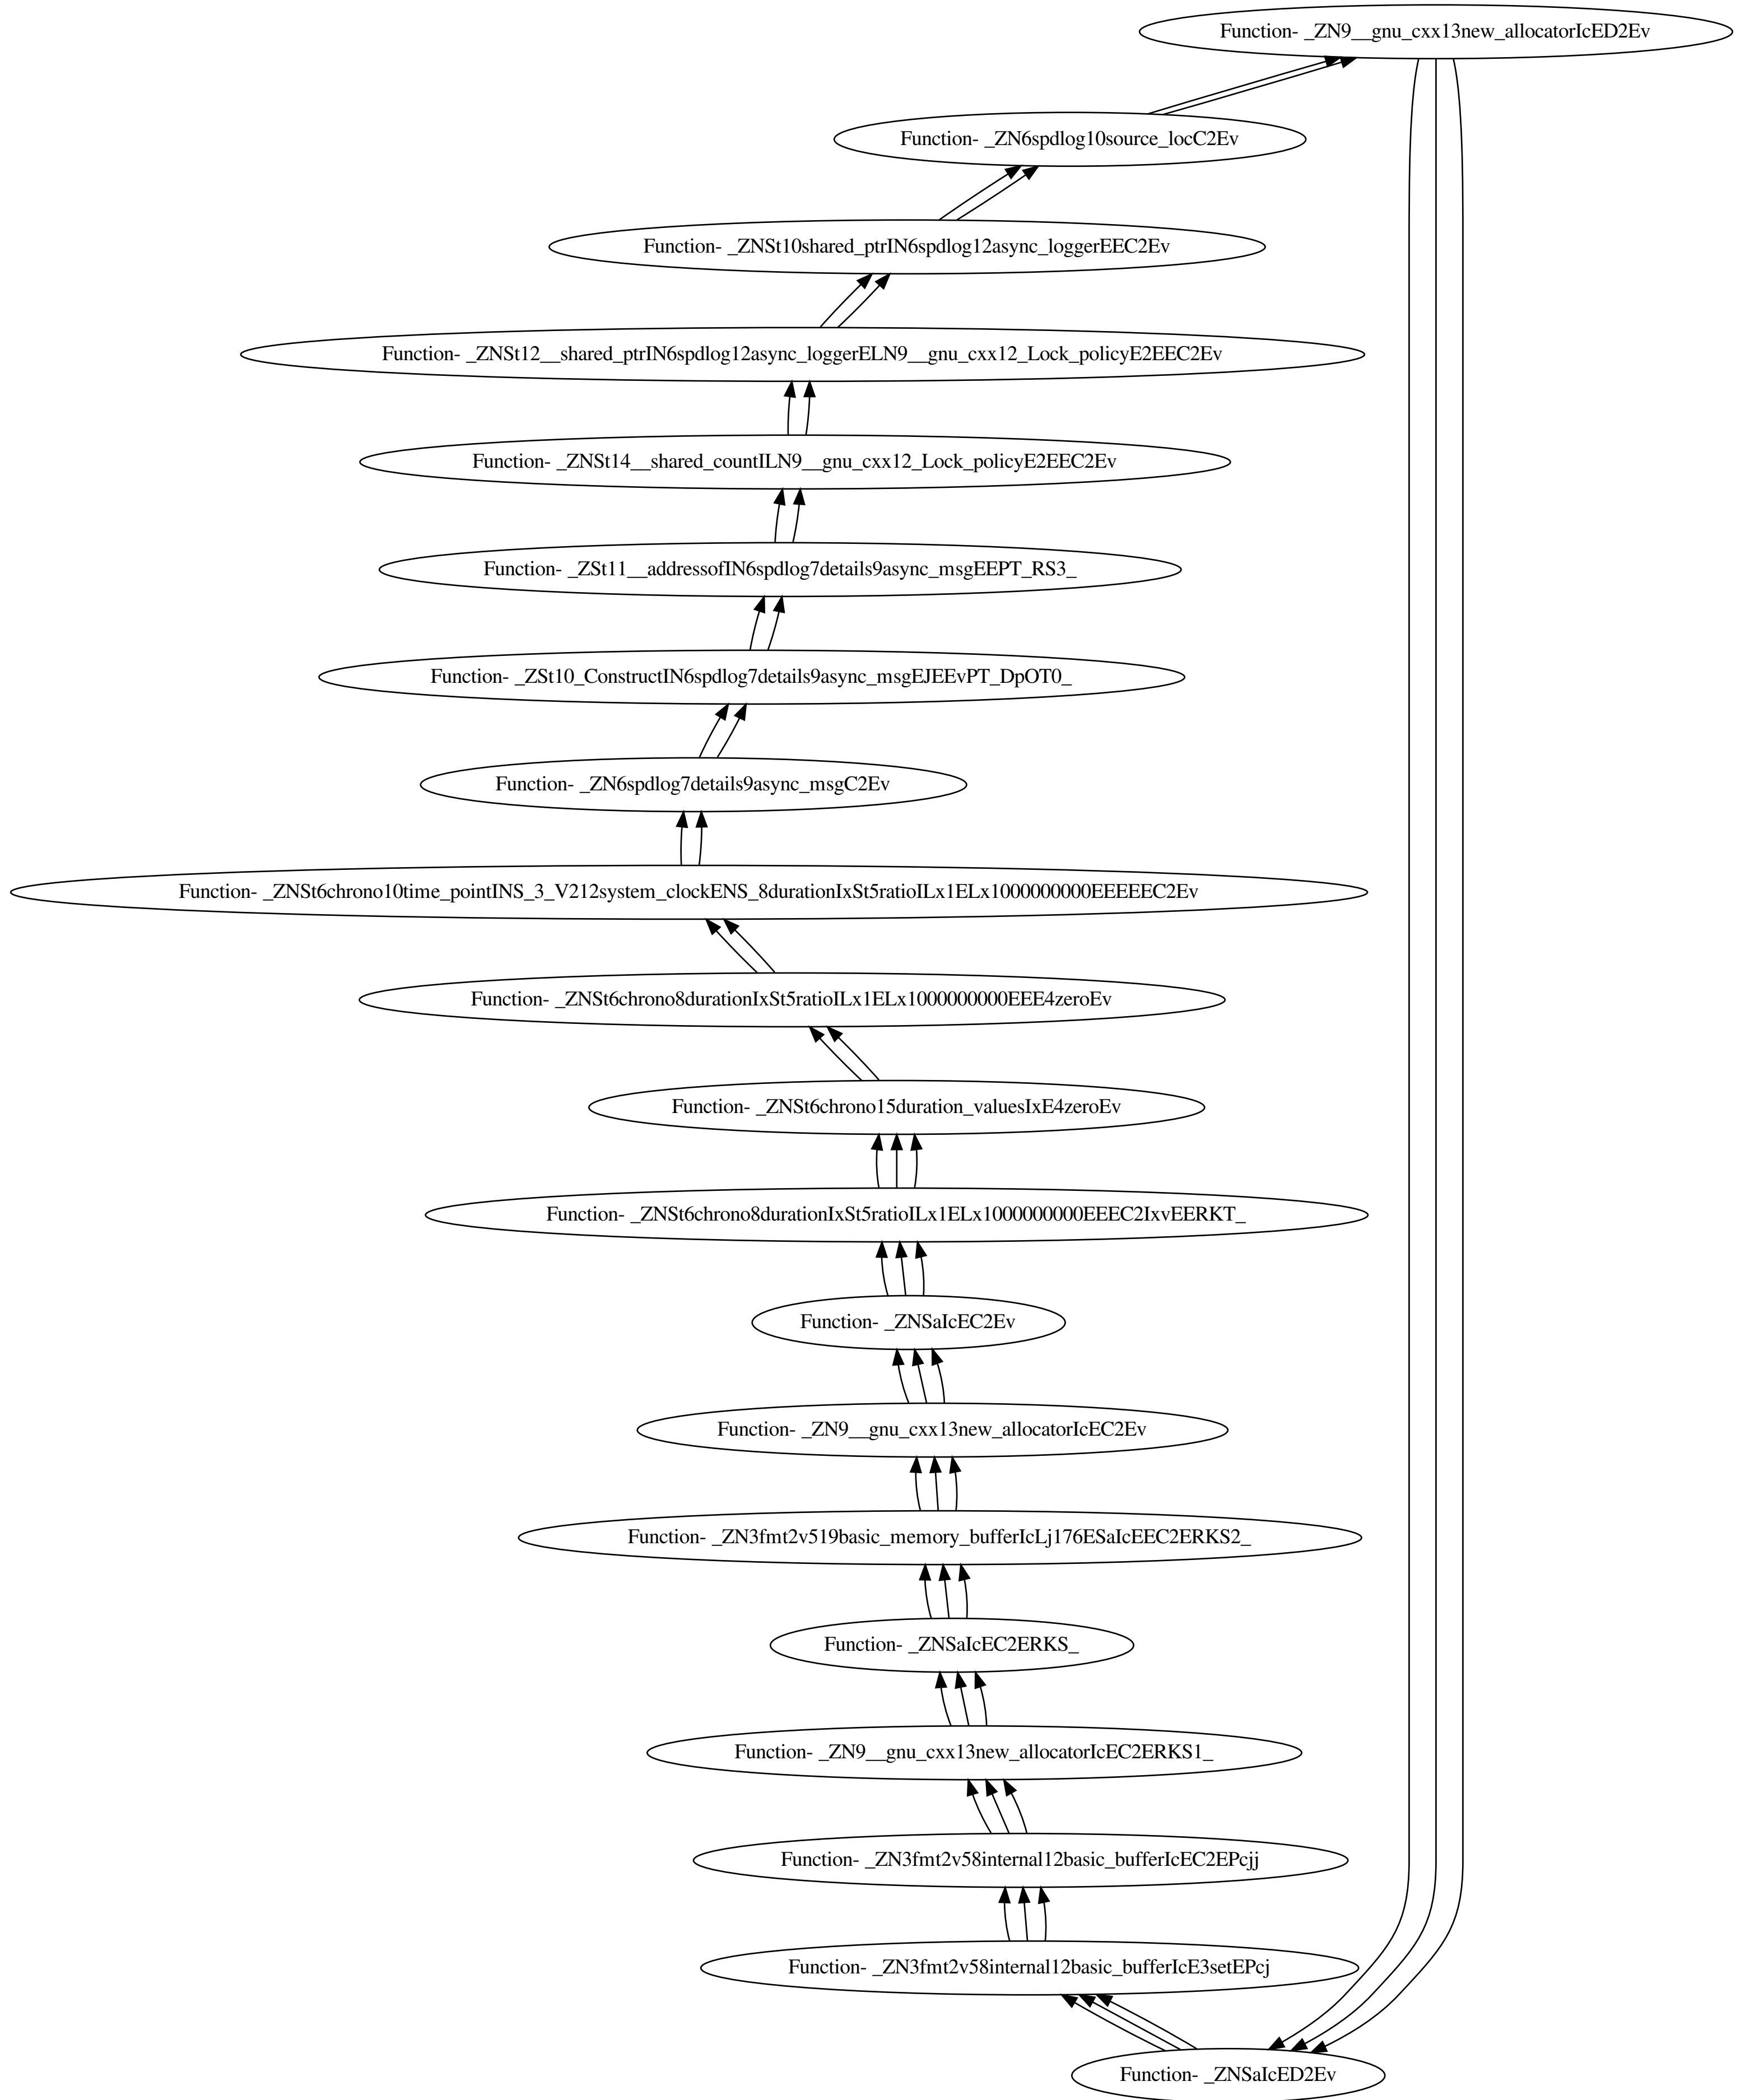 Function- _ZN9__gnu_cxx13new_allocatorIcED2Ev
Function- _ZN6spdlog10source_locC2Ev
Function- _ZNSt10shared_ptrIN6spdlog12async_loggerEEC2Ev
Function- _ZNSt12__shared_ptrIN6spdlog12async_loggerELN9__gnu_cxx12_Lock_policyE2EEC2Ev
Function- _ZNSt14__shared_countILN9__gnu_cxx12_Lock_policyE2EEC2Ev
Function- _ZSt11__addressofIN6spdlog7details9async_msgEEPT_RS3_
Function- _ZSt10_ConstructIN6spdlog7details9async_msgEJEEvPT_DpOT0_
Function- _ZN6spdlog7details9async_msgC2Ev
Function- _ZNSt6chrono10time_pointINS_3_V212system_clockENS_8durationIxSt5ratioILx1ELx1000000000EEEEEC2Ev
Function- _ZNSt6chrono8durationIxSt5ratioILx1ELx1000000000EEE4zeroEv
Function- _ZNSt6chrono15duration_valuesIxE4zeroEv
Function- _ZNSt6chrono8durationIxSt5ratioILx1ELx1000000000EEEC2IxvEERKT_
Function- _ZNSaIcEC2Ev
Function- _ZN9__gnu_cxx13new_allocatorIcEC2Ev
Function- _ZN3fmt2v519basic_memory_bufferIcLj176ESaIcEEC2ERKS2_
Function- _ZNSaIcEC2ERKS_
Function- _ZN9__gnu_cxx13new_allocatorIcEC2ERKS1_
Function- _ZN3fmt2v58internal12basic_bufferIcEC2EPcjj
Function- _ZN3fmt2v58internal12basic_bufferIcE3setEPcj
Function- _ZNSaIcED2Ev